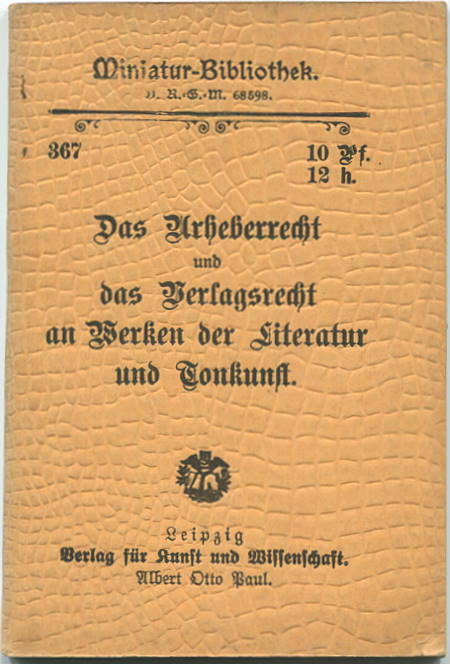 Miniatur-Bibliothek.
D. R.-G.-M. 68598.
367
10 Pf.
12 h.
Das Urheberrecht
und
das Verlagsrecht
an Werken der Literatur
und Tonkunst.
Leipzig
Verlag für Kunst und Wissenschaft.
Albert Otto Paul.